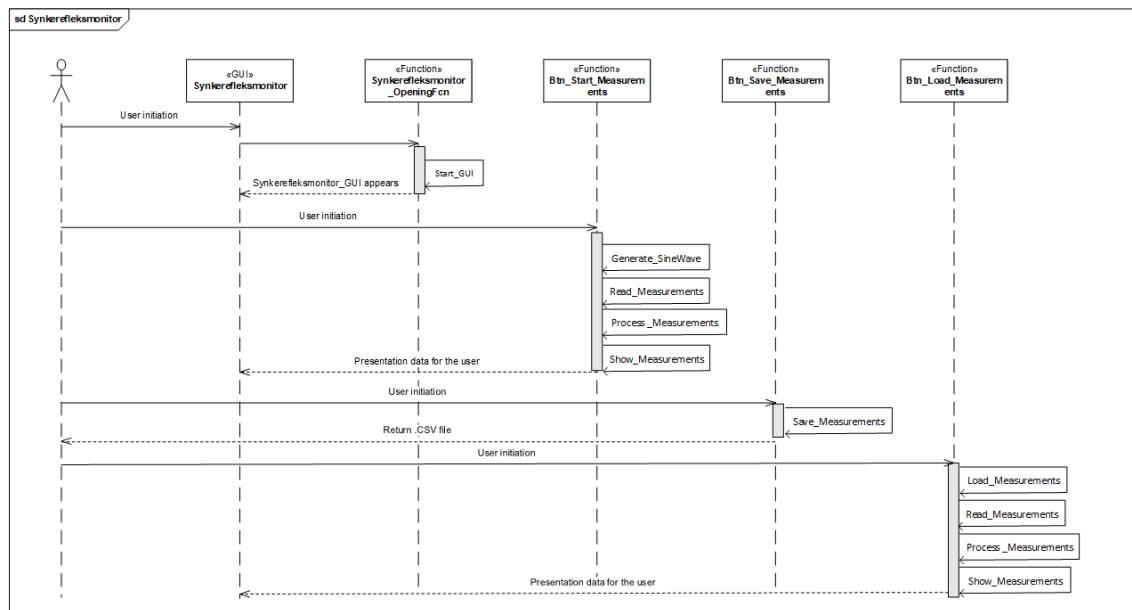 sd Synkerefleksmonitor
«GUI»
Synkerefleksmonitor
«Function»
Synkerefleksmonitor
_OpeningFcn
«Function»
Btn_Start_Measurem
ents
«Function»
Btn_Save_Measurem
ents
«Function»
Btn_Load_Measurem
ents
User initiation
Start_GUI
Synkerefleksmonitor_GUI appears
User initiation
Generate_SineWave
Read_Measurements
Process _Measurements
Show_Measurements
Presentation data for the user
User initiation
Save_Measurements
Return .CSV file
User initiation
Load_Measurements
Read_Measurements
Process _Measurements
Show_Measurements
Presentation data for the user